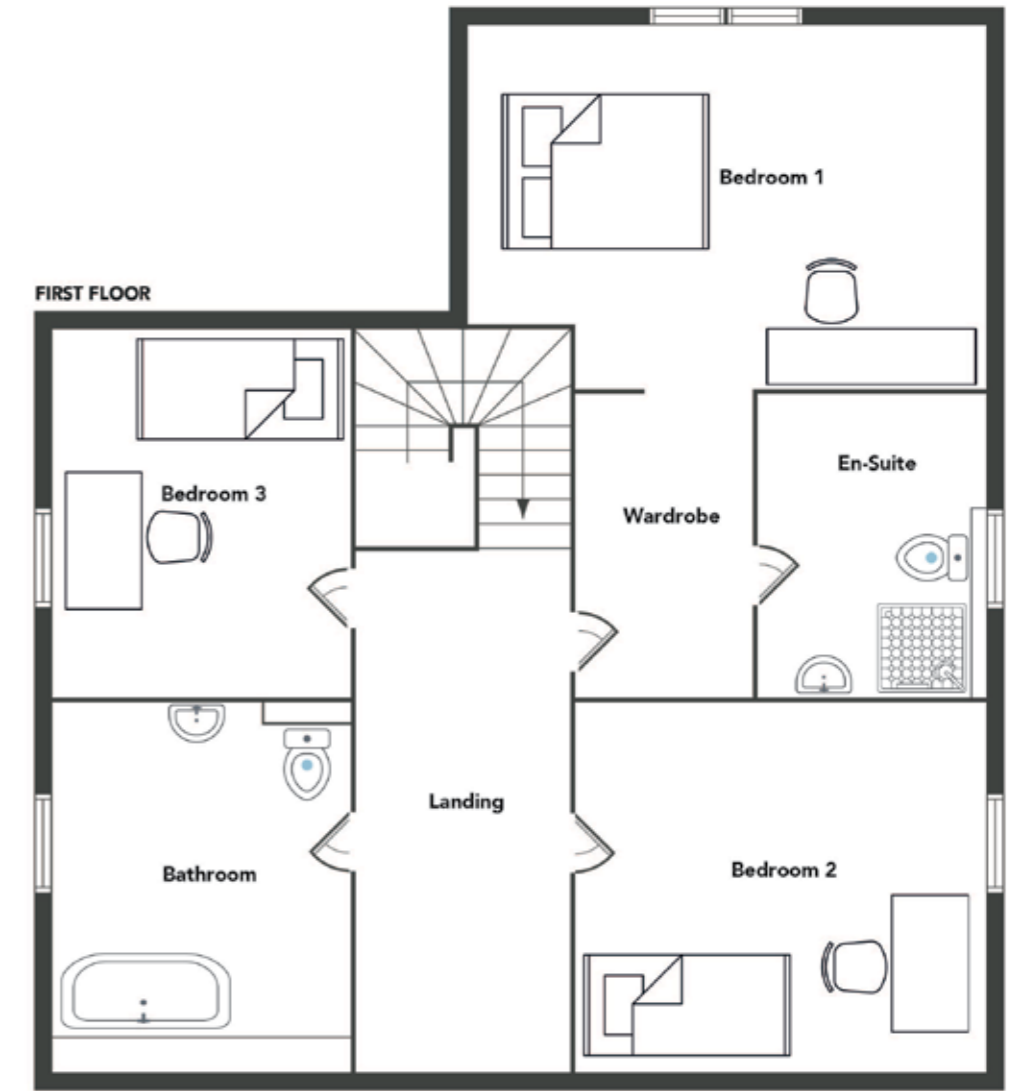 Bedroom 1
FIRST FLOOR
En-Suite
Bedroom 3
Wardrobe
Landing
Bathroom
Bedroom 2